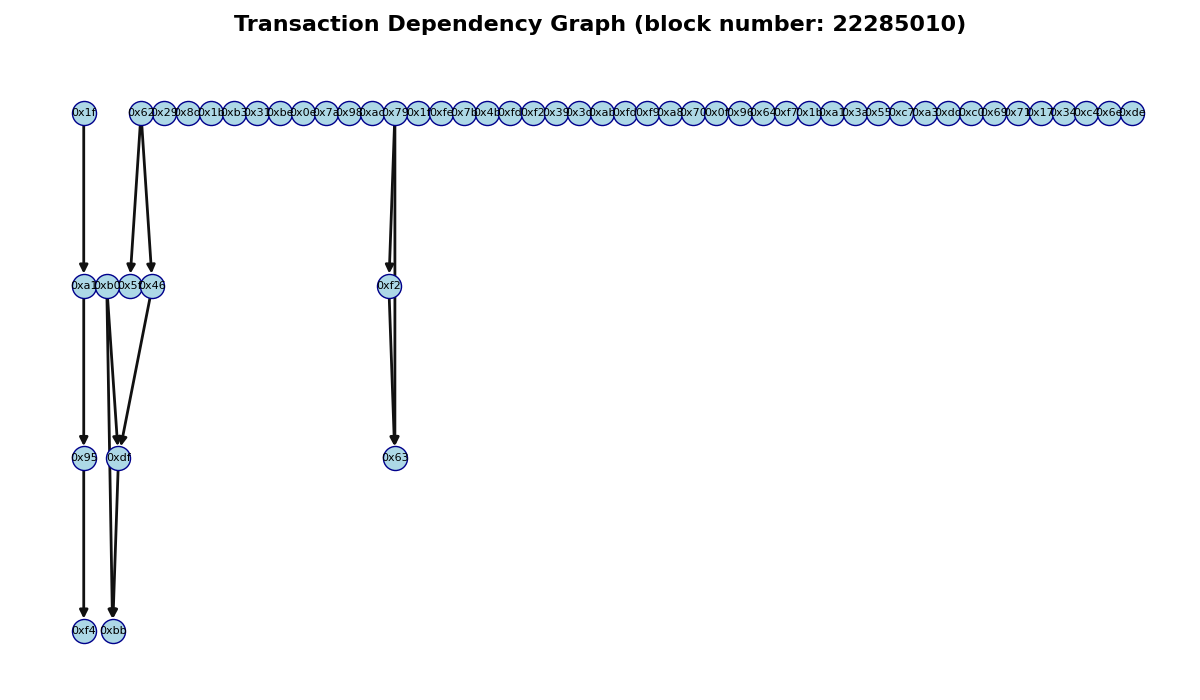 Transaction Dependency Graph (block number: 22285010)
0x1f 0x62 0x29 0x8d 0x1b 0xb3 0x31 0xbe 0x0e 0x7a 0x98 0xac 0x79 0x1f 0xfe 0x7b 0x4b 0xfd 0xf2 0x39 0x3d 0xab 0xfd 0xf9 0xa8 0x70 0x0f 0x96 0x64 0xf7 0x1b 0xa1 0x3a 0x55 0xc7 0xa3 0xdd 0xc0 0x69 0x71 0x17 0x34 0xc4 0x6e 0xde
0xa1 0xb0 0x5f 0x46 0xf2
0x95 0xdf 0x63
0xf4 0xbb